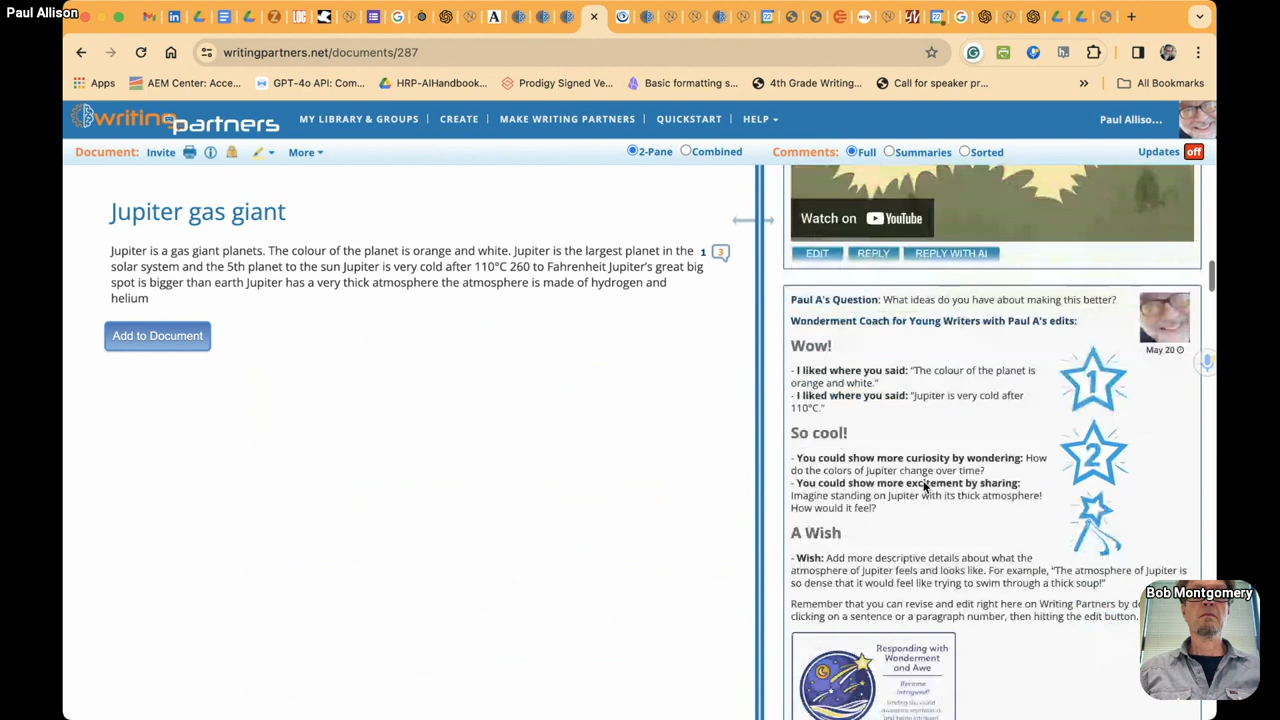 Paul Allison
writingpartners.net/documents/287
Apps
AEM Center: Acce...
GPT-4o API: Com...
HRP-AIHandbook...
Prodigy Signed Ve...
Basic formatting s...
4th Grade Writing...
Call for speaker pr...
»
All Bookmarks
writingpartners
MY LIBRARY & GROUPS
CREATE
MAKE WRITING PARTNERS
QUICKSTART
HELP
Paul Alliso...
Document:
Invite
More
2-Pane
Combined
Comments:
Full
Summaries
Sorted
Updates
off
Jupiter gas giant
Jupiter is a gas giant planets. The colour of the planet is orange and white. Jupiter is the largest planet in the
solar system and the 5th planet to the sun Jupiter is very cold after 110°C 260 to Fahrenheit Jupiter's great big
spot is bigger than earth Jupiter has a very thick atmosphere the atmosphere is made of hydrogen and
helium
1
3
Add to Document
Watch on YouTube
EDIT
REPLY
REPLY WITH AI
Paul A's Question: What ideas do you have about making this better?
Wonderment Coach for Young Writers with Paul A's edits:
May 20
Wow!
- I liked where you said: “The colour of the planet is
orange and white.”
- I liked where you said: “Jupiter is very cold after
110°C.”
1
So cool!
- You could show more curiosity by wondering: How
do the colors of Jupiter change over time?
- You could show more excitement by sharing:
Imagine standing on Jupiter with its thick atmosphere!
How would it feel?
2
A Wish
- Wish: Add more descriptive details about what the
atmosphere of Jupiter feels and looks like. For example, “The atmosphere of Jupiter is
so dense that it would feel like trying to swim through a thick soup!”
Remember that you can revise and edit right here on Writing Partners by
clicking on a sentence or a paragraph number, then hitting the edit button.
Responding with
Wonderment
and Awe
Become
intrigued!
Bob Montgomery